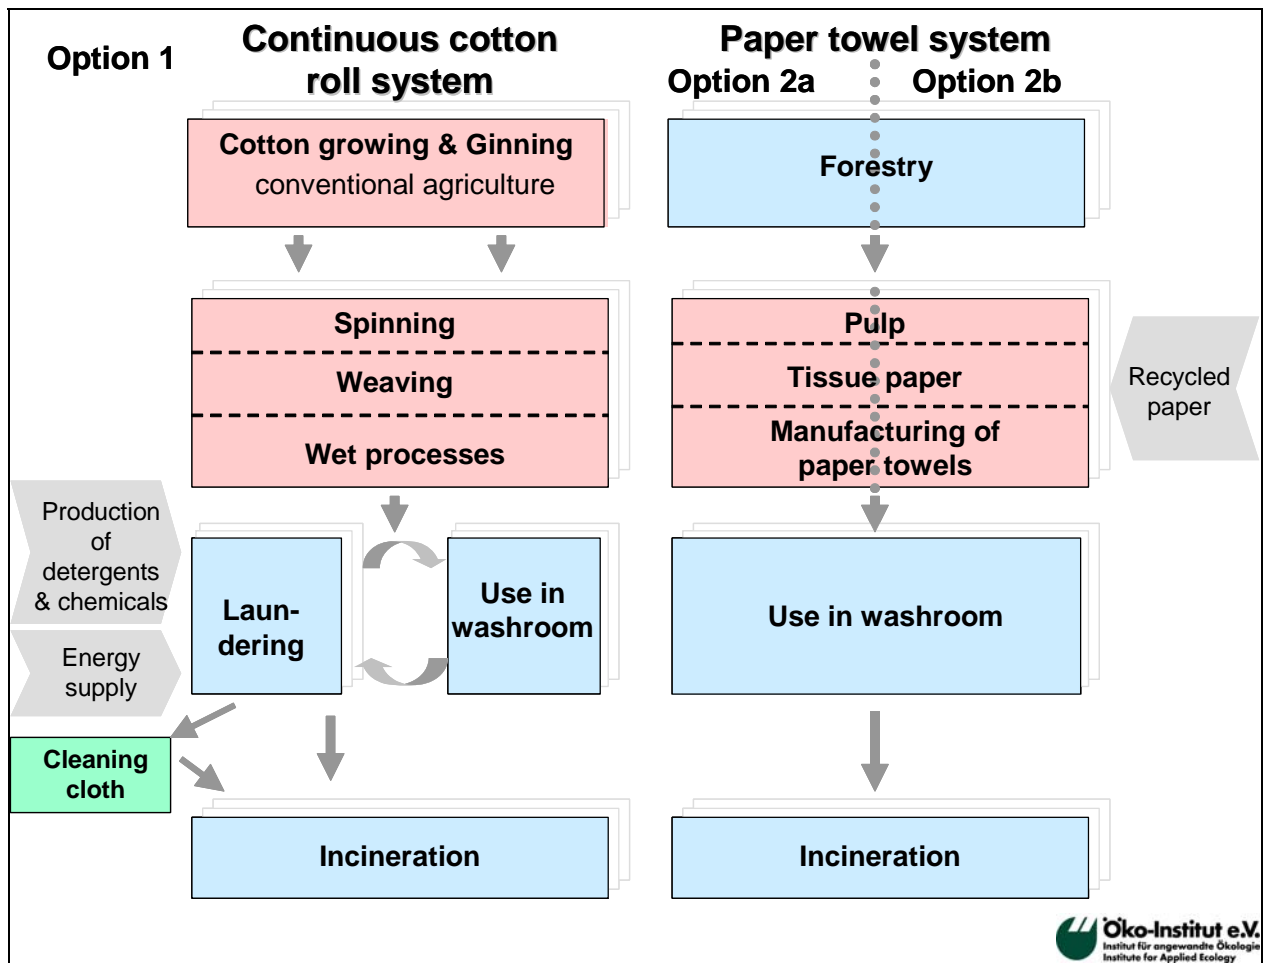 Option 1
Continuous cotton
roll system
Cotton growing & Ginning
conventional agriculture
Spinning
Weaving
Wet processes
Production
of
detergents
& chemicals
Energy
supply
Laun-
dering
Use in
washroom
Cleaning
cloth
Incineration
Paper towel system
Option 2a
Option 2b
Forestry
Pulp
Tissue paper
Manufacturing of
paper towels
Recycled
paper
Use in washroom
Incineration
Öko-Institut e.V.
Institut für angewandte Ökologie
Institute for Applied Ecology